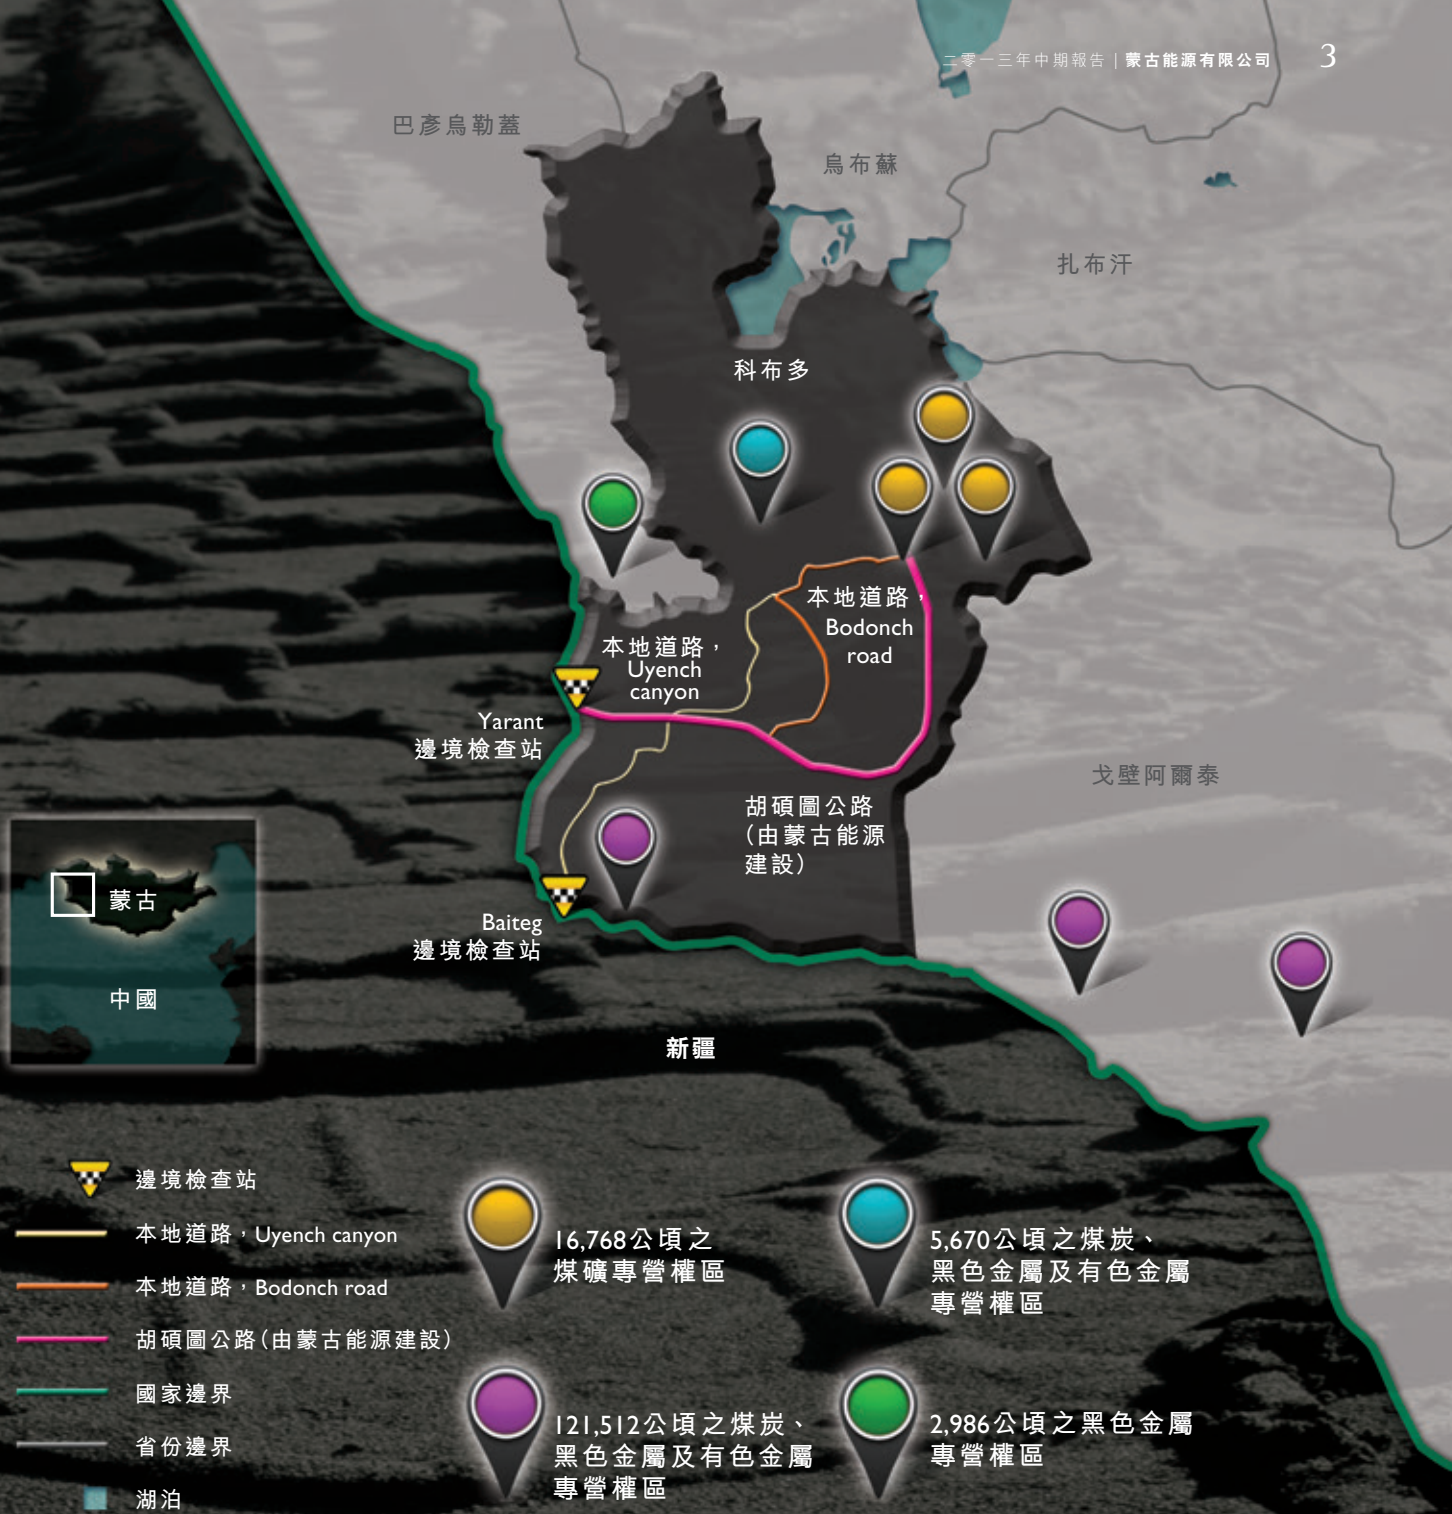 二零一三年中期報告 | 蒙古能源有限公司 3
巴彥烏勒蓋
烏布蘇
扎布汗
科布多
本地道路，
Bodonch
road
本地道路，
Uyench
canyon
Yarant
邊境檢查站
戈壁阿爾泰
胡碩圖公路
（由蒙古能源
建設）
蒙古
中國
Baiteg
邊境檢查站
新疆
邊境檢查站
本地道路，Uyench canyon
本地道路，Bodonch road
胡碩圖公路（由蒙古能源建設）
國家邊界
省份邊界
湖泊
16,768公頃之
煤礦專營權區
5,670公頃之煤炭、
黑色金屬及有色金屬
專營權區
121,512公頃之煤炭、
黑色金屬及有色金屬
專營權區
2,986公頃之黑色金屬
專營權區